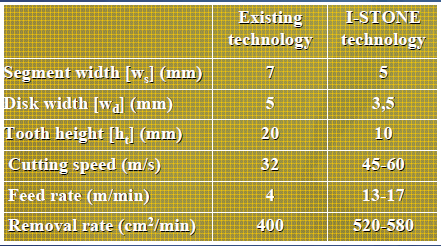 Existing technology I-STONE technology
Segment width [wₛ] (mm) 7 5
Disk width [w_d] (mm) 5 3,5
Tooth height [hₜ] (mm) 20 10
Cutting speed (m/s) 32 45-60
Feed rate (m/min) 4 13-17
Removal rate (cm²/min) 400 520-580